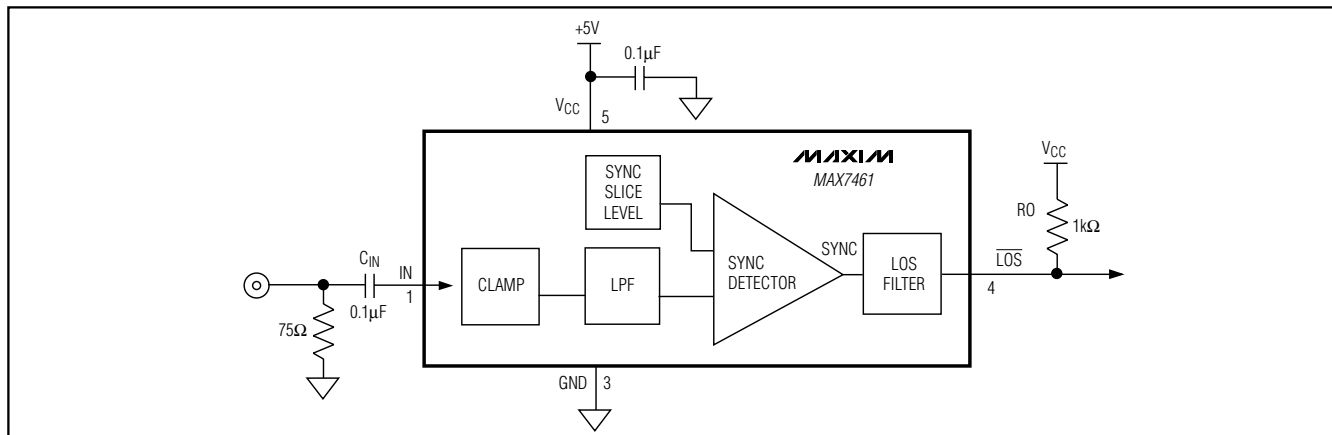 +5V
0.1µF
VCC
5
MAXIM
MAX7461
SYNC
SLICE
LEVEL
VCC
RO
1kΩ
CIN
IN
1
0.1µF
75Ω
CLAMP
LPF
SYNC
DETECTOR
SYNC
LOS
FILTER
LOS
4
GND
3